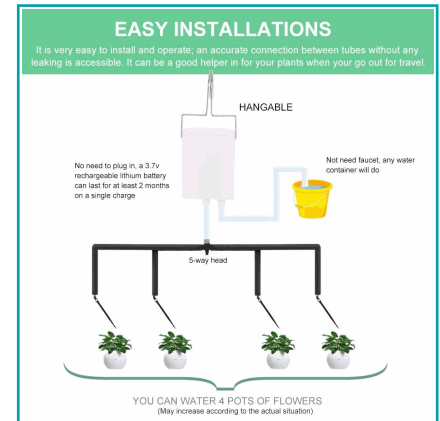 EASY INSTALLATIONS
It is very easy to install and operate; an accurate connection between tubes without any
leaking is accessible. It can be a good helper in for your plants when your go out for travel.
HANGABLE
No need to plug in, a 3.7v
rechargeable lithium battery
can last for at least 2 months
on a single charge
Not need faucet, any water
container will do
5-way head
YOU CAN WATER 4 POTS OF FLOWERS
(May increase according to the actual situation)